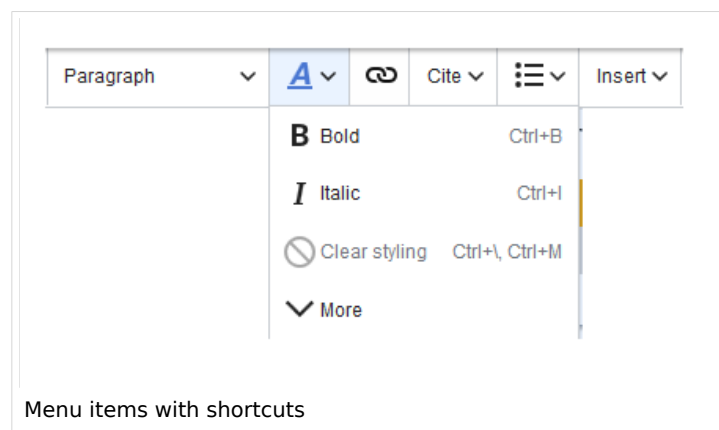 Paragraph A Cite Insert
B Bold Ctrl+B
I Italic Ctrl+I
Clear styling Ctrl+\, Ctrl+M
More
Menu items with shortcuts